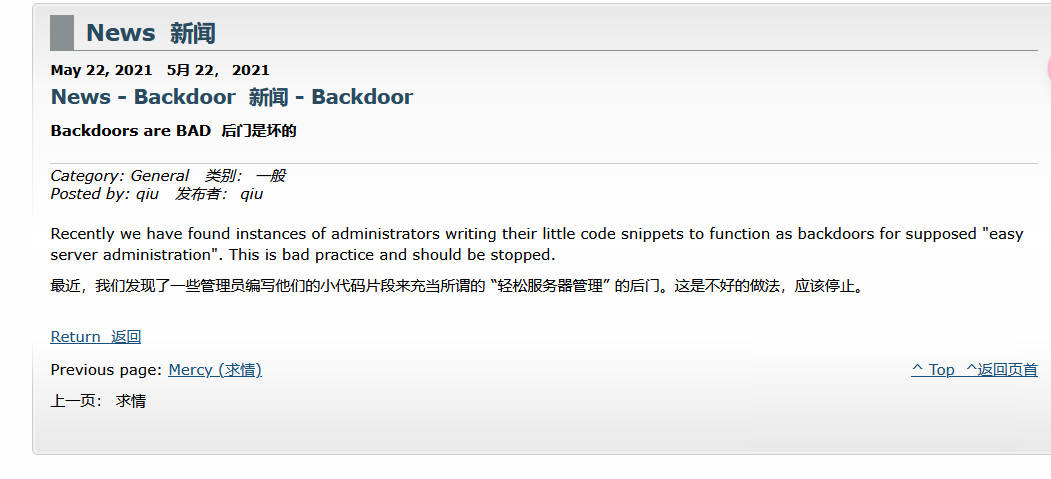 News 新闻
May 22, 2021 5月 22， 2021
News - Backdoor 新闻 - Backdoor
Backdoors are BAD 后门是坏的
Category: General 类别： 一般
Posted by: qiu 发布者： qiu
Recently we have found instances of administrators writing their little code snippets to function as backdoors for supposed "easy
server administration". This is bad practice and should be stopped.
最近，我们发现了一些管理员编写他们的小代码片段来充当所谓的 “轻松服务器管理” 的后门。这是不好的做法，应该停止。
Return 返回
Previous page: Mercy (求情) ^ Top ^返回页首
上一页： 求情